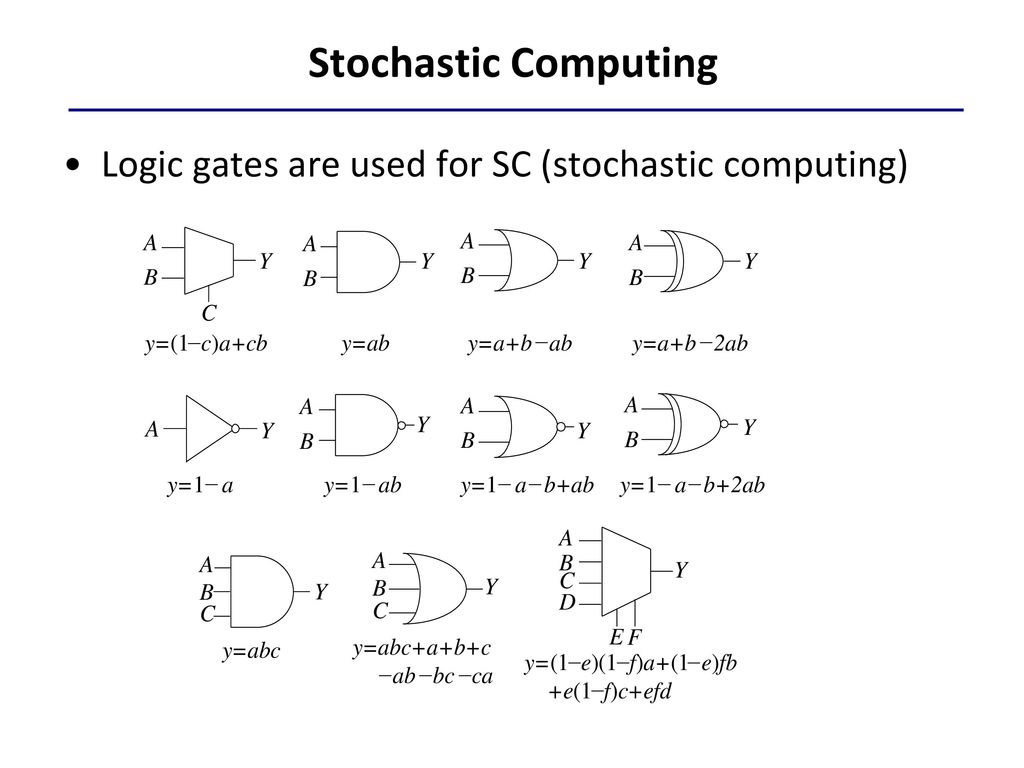 Stochastic Computing
• Logic gates are used for SC (stochastic computing)
A
B
Y
C
y=(1−c)a+cb
A
B
Y
y=ab
A
B
Y
y=a+b−ab
A
B
Y
y=a+b−2ab
A
Y
y=1−a
A
B
Y
y=1−ab
A
B
Y
y=1−a−b+ab
A
B
Y
y=1−a−b+2ab
A
B
C
Y
y=abc
A
B
C
Y
y=abc+a+b+c
−ab−bc−ca
A
B
C
D
Y
E F
y=(1−e)(1−f)a+(1−e)fb
+e(1−f)c+efd